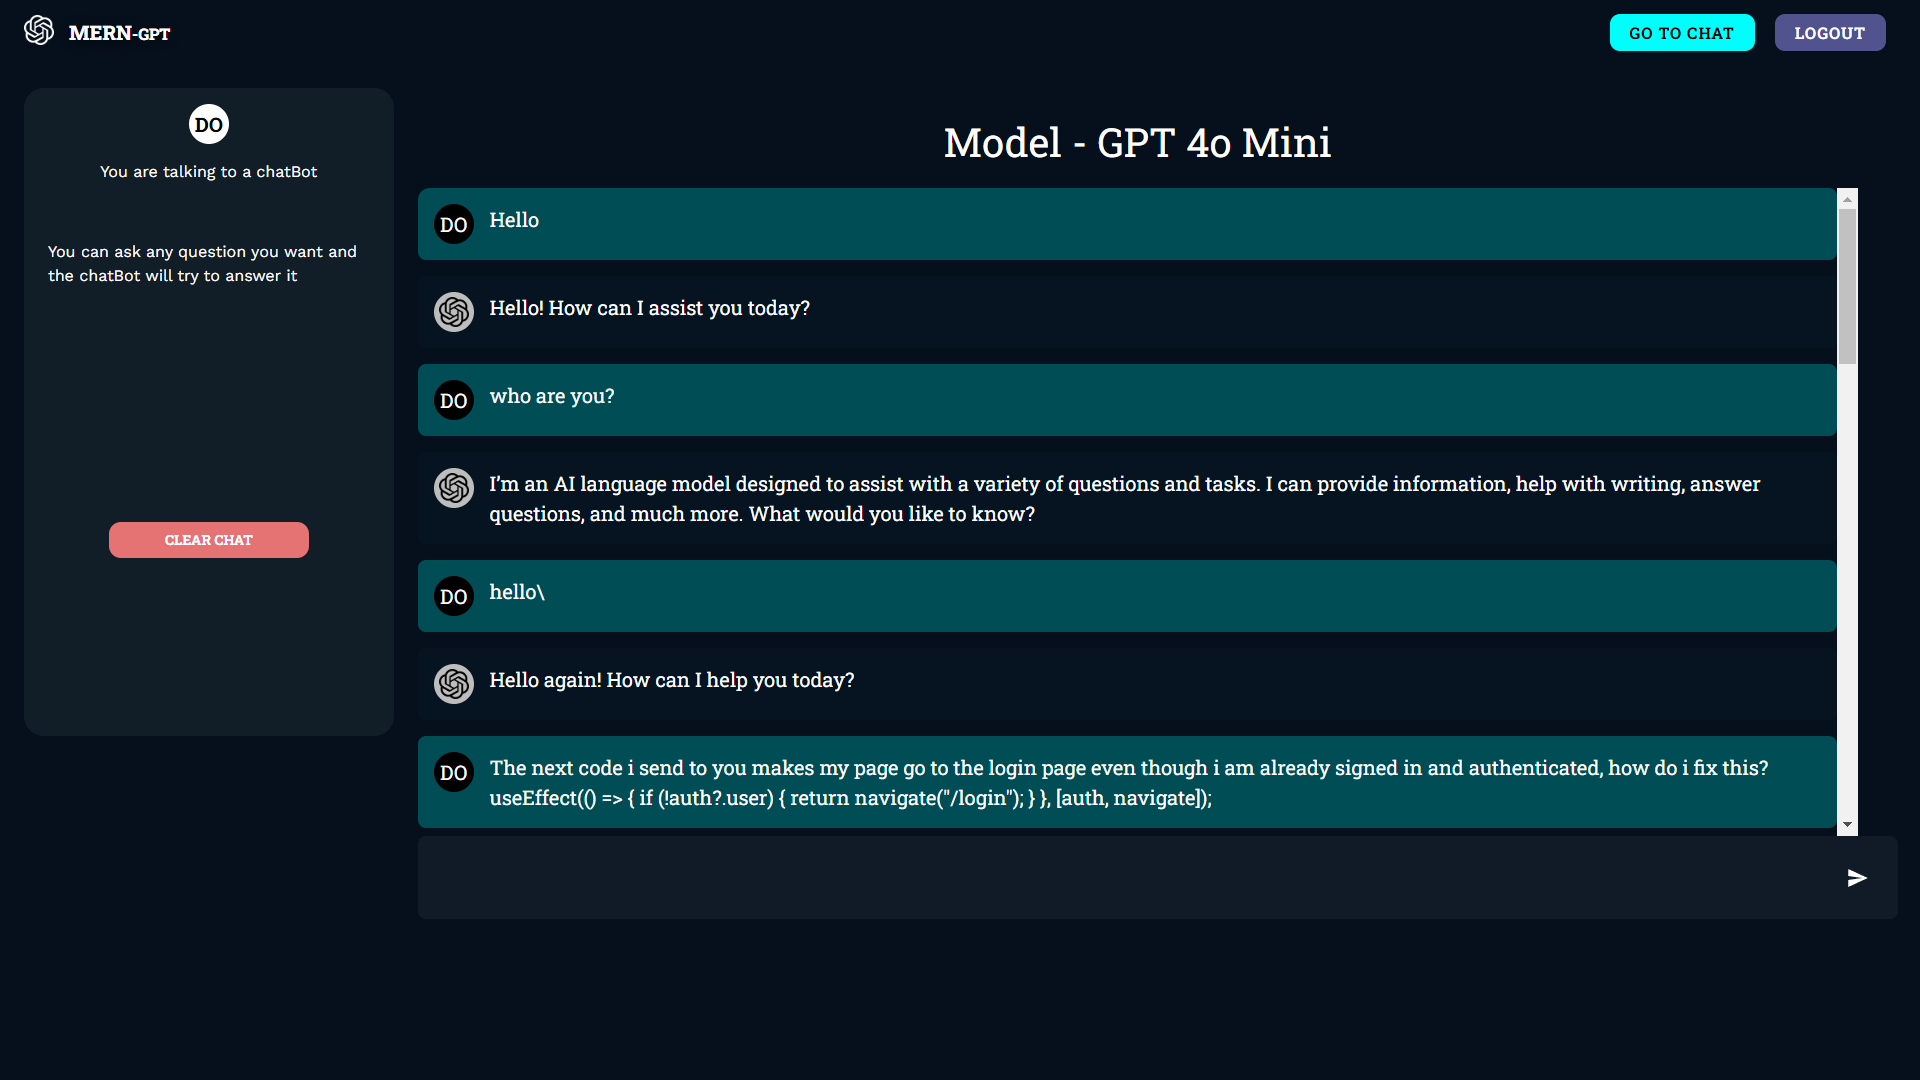 MERN-GPT
GO TO CHAT
LOGOUT
DO
You are talking to a chatBot
You can ask any question you want and
the chatBot will try to answer it
CLEAR CHAT
Model - GPT 4o Mini
DO
Hello
Hello! How can I assist you today?
DO
who are you?
I'm an AI language model designed to assist with a variety of questions and tasks. I can provide information, help with writing, answer
questions, and much more. What would you like to know?
DO
hello\
Hello again! How can I help you today?
DO
The next code i send to you makes my page go to the login page even though i am already signed in and authenticated, how do i fix this?
useEffect(() => { if (!auth?.user) { return navigate("/login"); } }, [auth, navigate]);